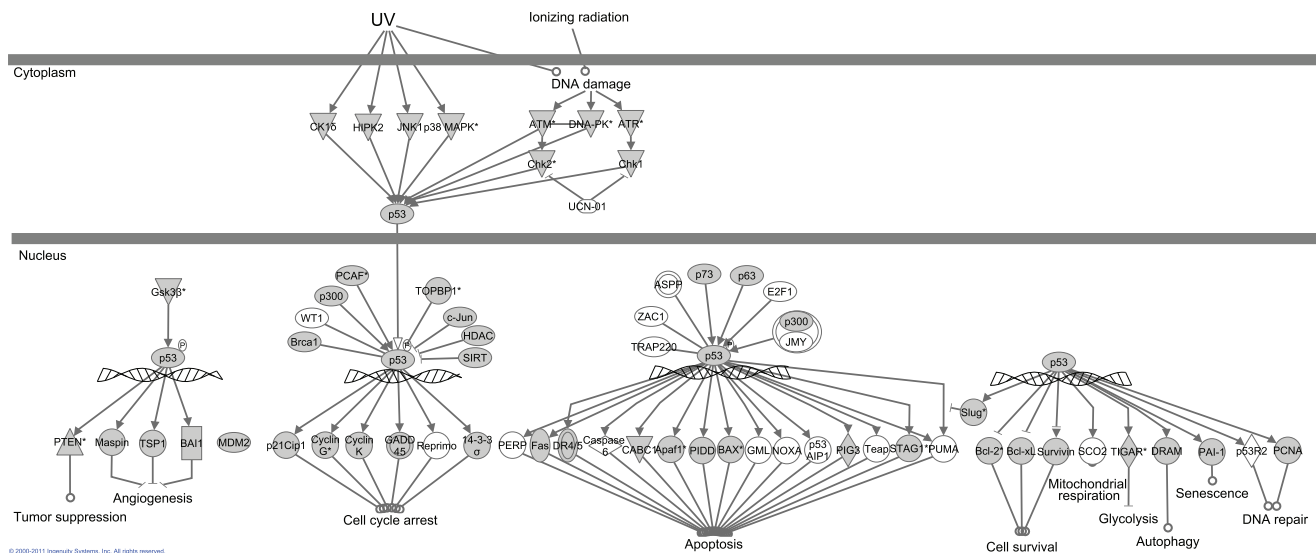 UV
Ionizing radiation
Cytoplasm
DNA damage
CK1δ
HIPK2
JNK1
p38 MAPK*
ATM*
DNA-PK*
ATR*
Chk2*
Chk1
UCN-01
p53
Nucleus
Gsk3β*
P
p53
PTEN*
Maspin
TSP1
BAI1
MDM2
Angiogenesis
Tumor suppression
PCAF*
p300
TOPBP1*
WT1
c-Jun
Brca1
HDAC
SIRT
P
p53
p21Cip1
Cyclin
G*
Cyclin
K
GADD
45
Reprimo
14-3-3
σ
Cell cycle arrest
ASPP
p73
p63
E2F1
ZAC1
p300
JMY
TRAP220
P
p53
PERP
Fas
DR4/5
Caspase
6
CABC1
Apaf1*
PIDD
BAX*
GML
NOXA
p53
AIP1
PIG3
Teap
STAG1*
PUMA
Apoptosis
p53
Slug*
Bcl-2*
Bcl-xL
Survivin
SCO2
TIGAR*
DRAM
PAI-1
p53R2
PCNA
Mitochondrial
respiration
Senescence
Glycolysis
DNA repair
Autophagy
Cell survival
© 2000-2011 Ingenuity Systems, Inc. All rights reserved.